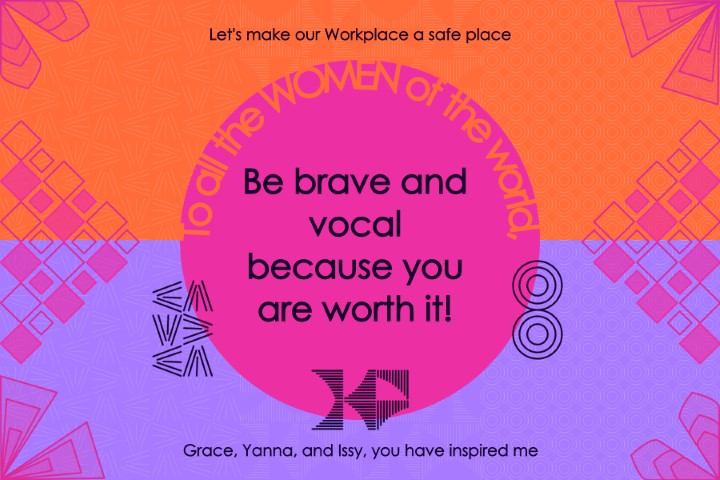 Let's make our Workplace a safe place
To all the WOMEN of the world,
Be brave and
vocal
because you
are worth it!
Grace, Yanna, and Issy, you have inspired me